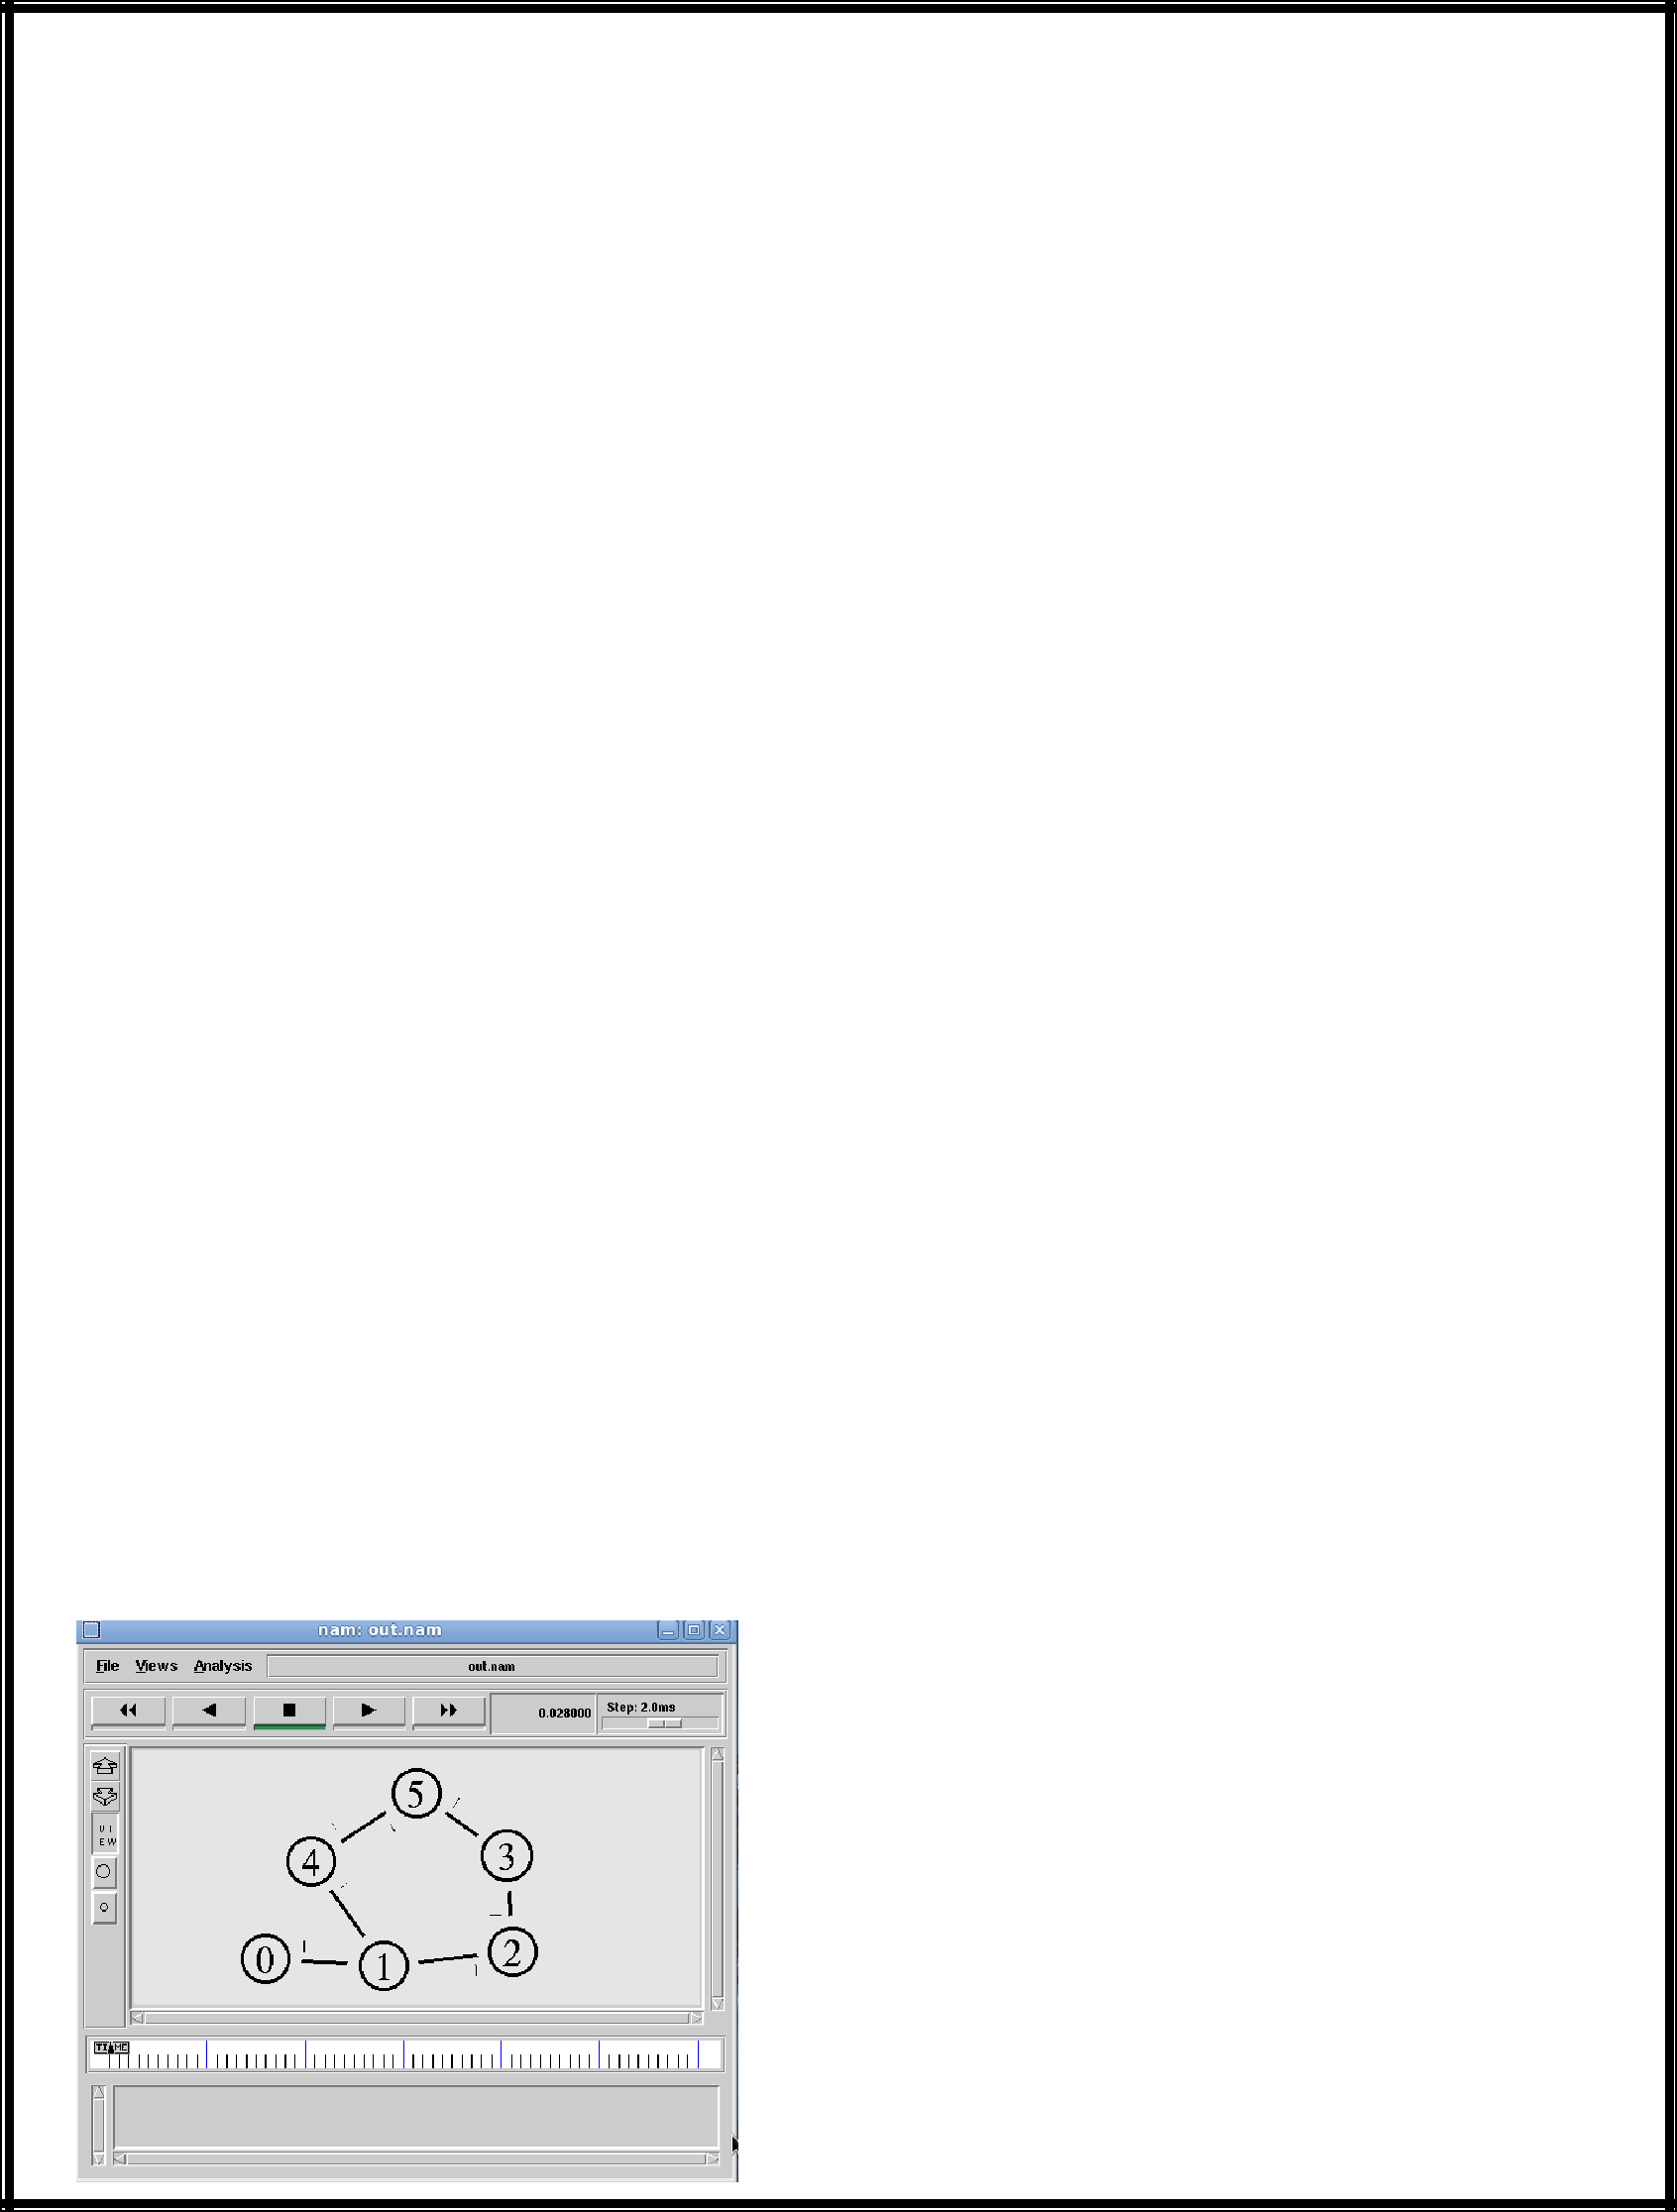 nam: out.nam
File Views Analysis out.nam
0.028000 Step: 2.0ms
V I
E W
5
4 3
0 1 2
TIME